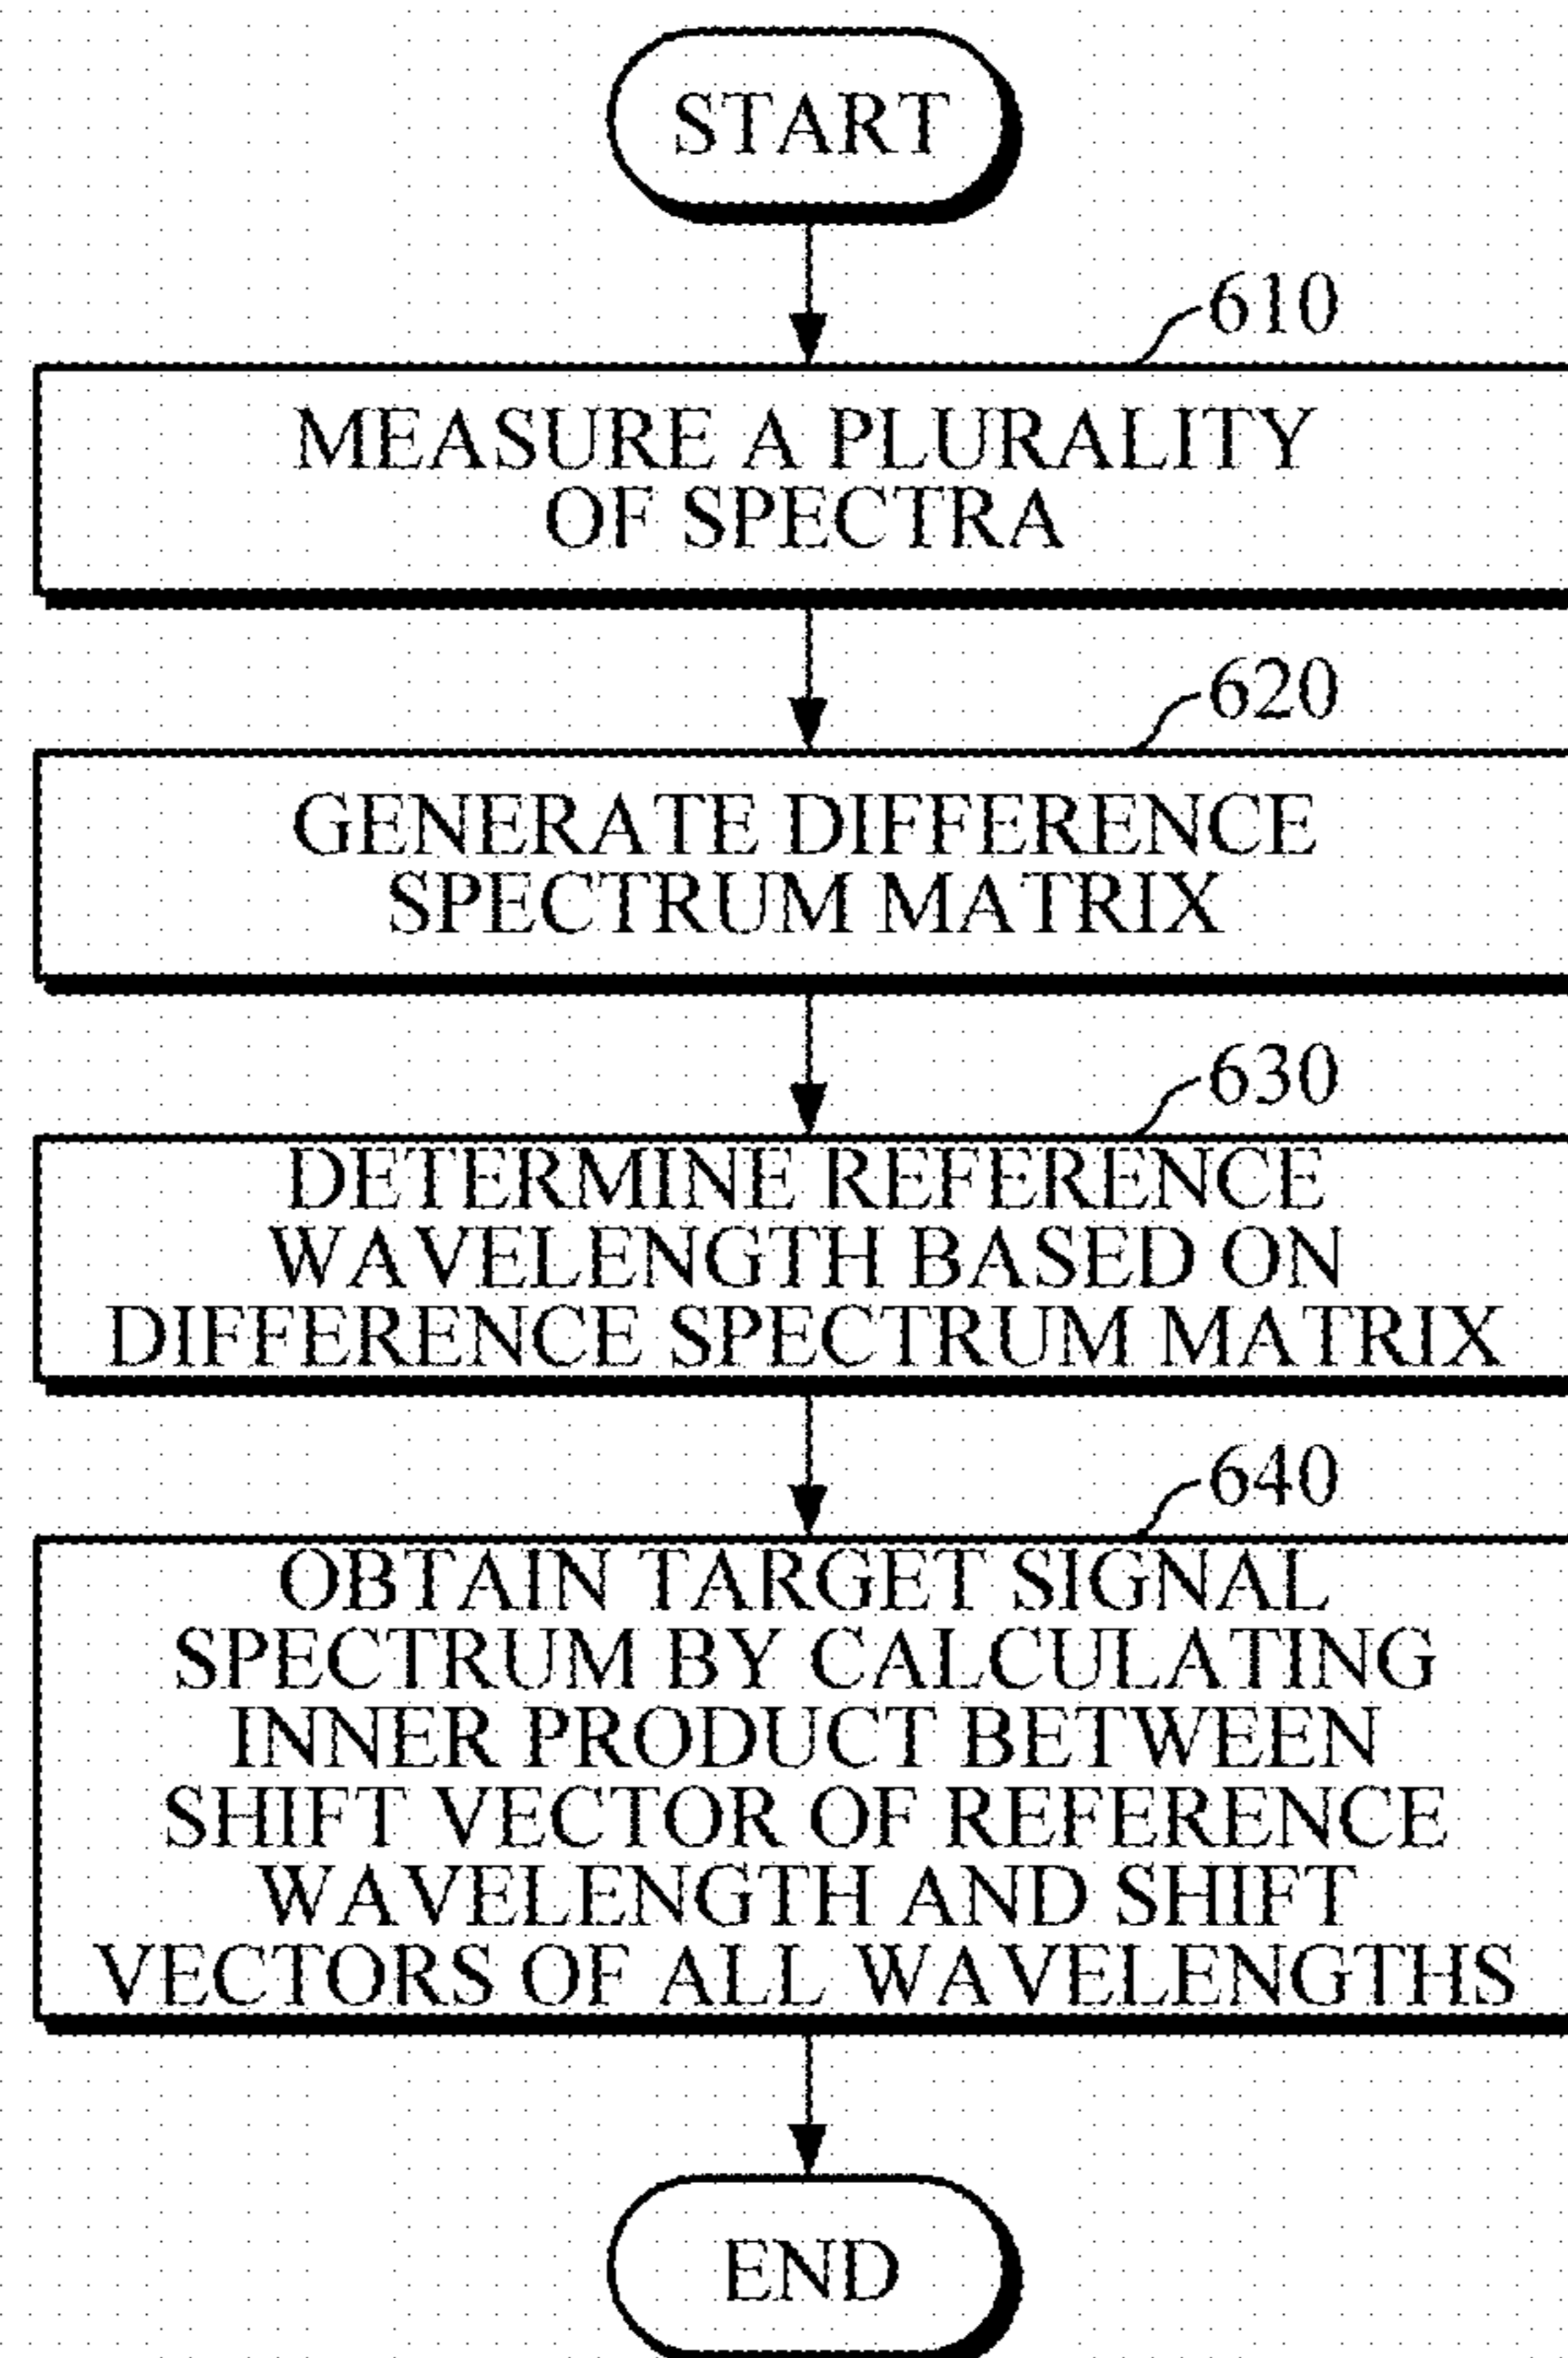 START
610
MEASURE A PLURALITY
OF SPECTRA
620
GENERATE DIFFERENCE
SPECTRUM MATRIX
630
DETERMINE REFERENCE
WAVELENGTH BASED ON
DIFFERENCE SPECTRUM MATRIX
640
OBTAIN TARGET SIGNAL
SPECTRUM BY CALCULATING
INNER PRODUCT BETWEEN
SHIFT VECTOR OF REFERENCE
WAVELENGTH AND SHIFT
VECTORS OF ALL WAVELENGTHS
END